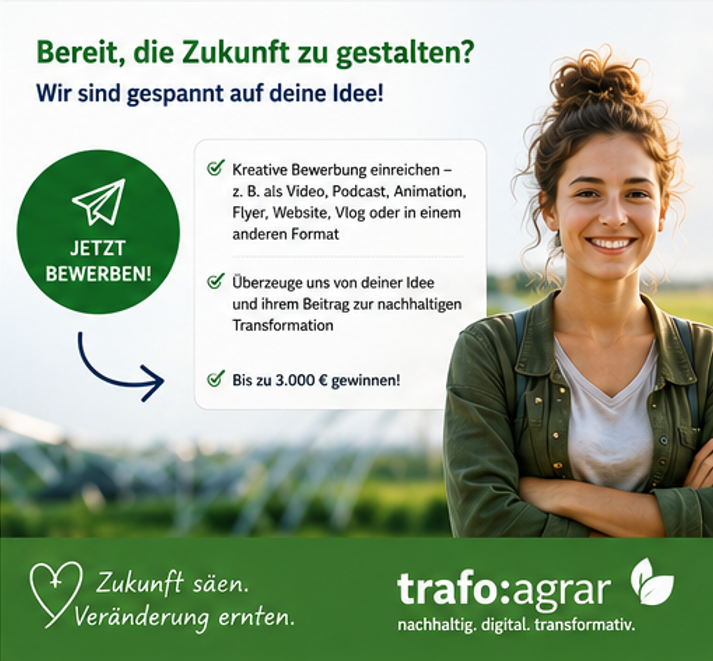 Bereit, die Zukunft zu gestalten?
Wir sind gespannt auf deine Idee!
JETZT
BEWERBEN!
Kreative Bewerbung einreichen –
z. B. als Video, Podcast, Animation,
Flyer, Website, Vlog oder in einem
anderen Format
Überzeuge uns von deiner Idee
und ihrem Beitrag zur nachhaltigen
Transformation
Bis zu 3.000 € gewinnen!
Zukunft säen.
Veränderung ernten.
trafo:agrar
nachhaltig. digital. transformativ.